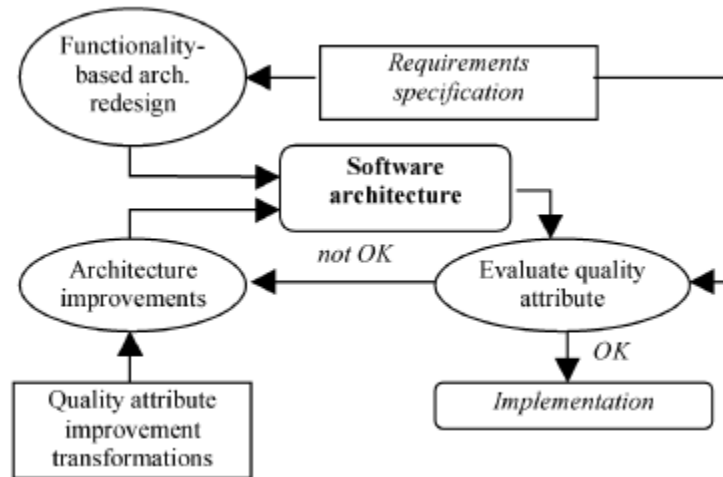 Functionality-
based arch.
redesign
Requirements
specification
Software
architecture
not OK
Architecture
improvements
Evaluate quality
attribute
OK
Quality attribute
improvement
transformations
Implementation